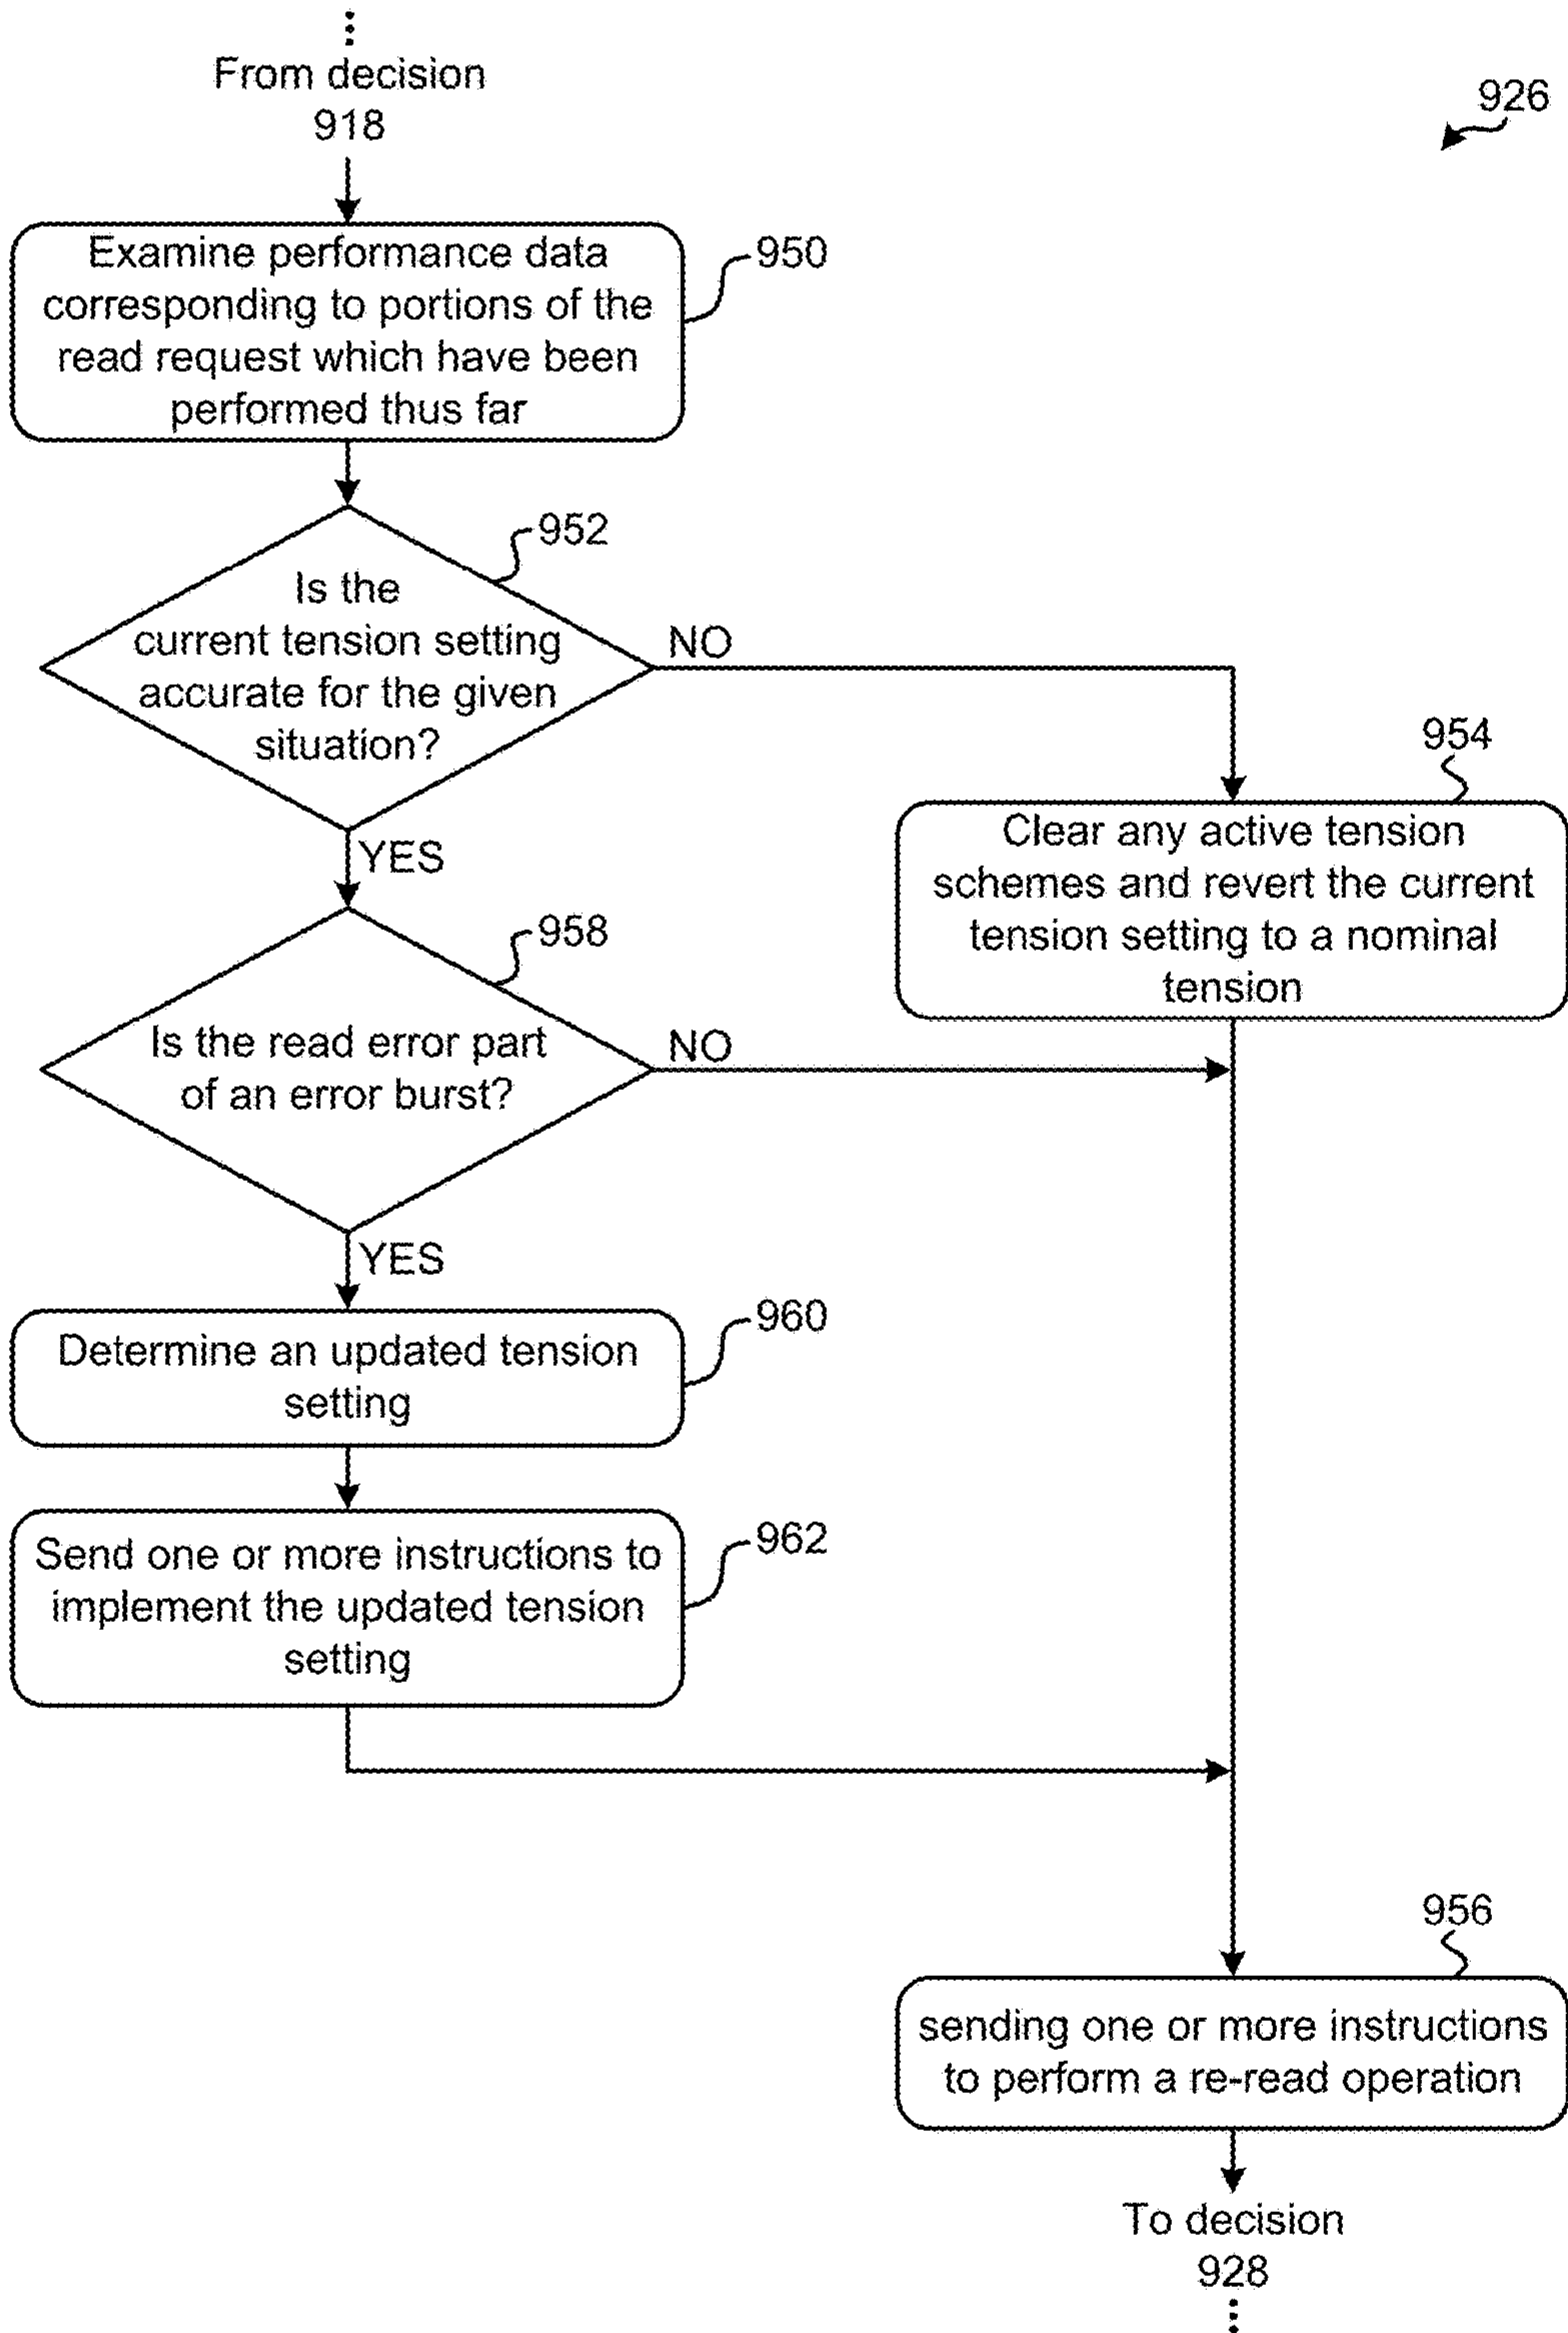 From decision
918
926
Examine performance data
corresponding to portions of the
read request which have been
performed thus far
950
952
Is the
current tension setting
accurate for the given
situation?
NO
YES
954
Clear any active tension
schemes and revert the current
tension setting to a nominal
tension
958
Is the read error part
of an error burst?
NO
YES
960
Determine an updated tension
setting
962
Send one or more instructions to
implement the updated tension
setting
956
sending one or more instructions
to perform a re-read operation
To decision
928